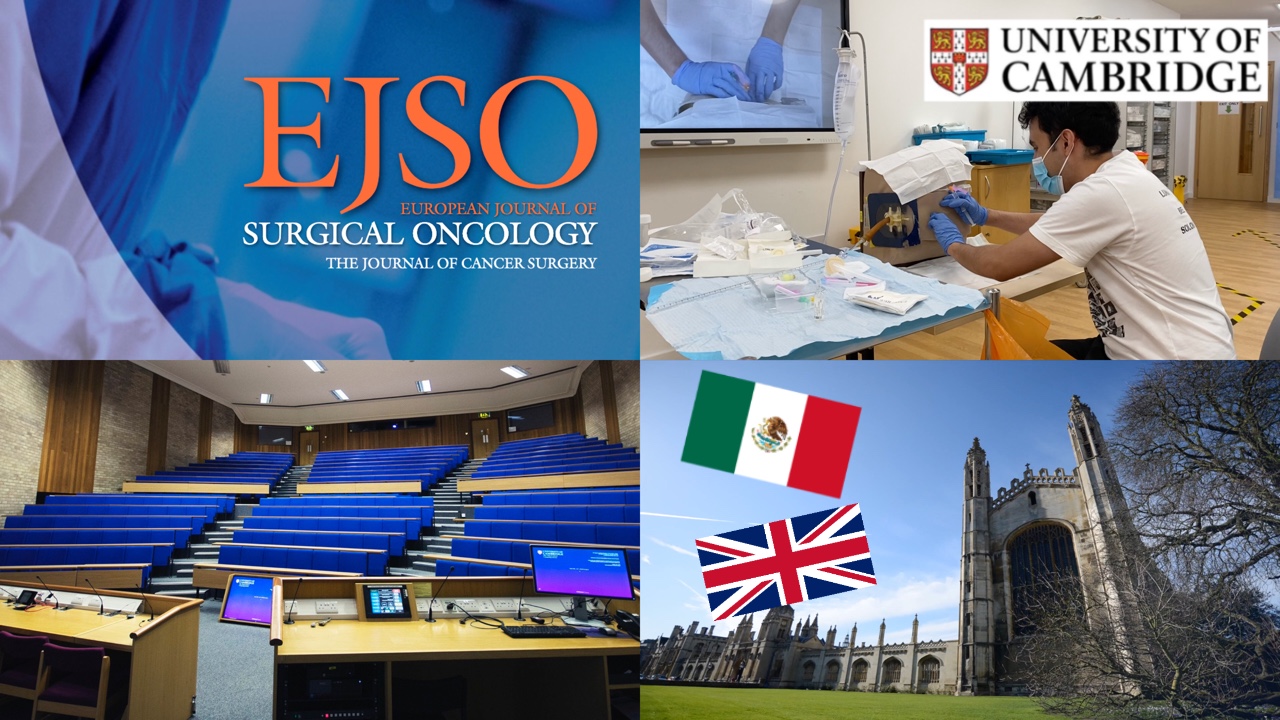 EJSO
EUROPEAN JOURNAL OF
SURGICAL ONCOLOGY
THE JOURNAL OF CANCER SURGERY
UNIVERSITY OF
CAMBRIDGE